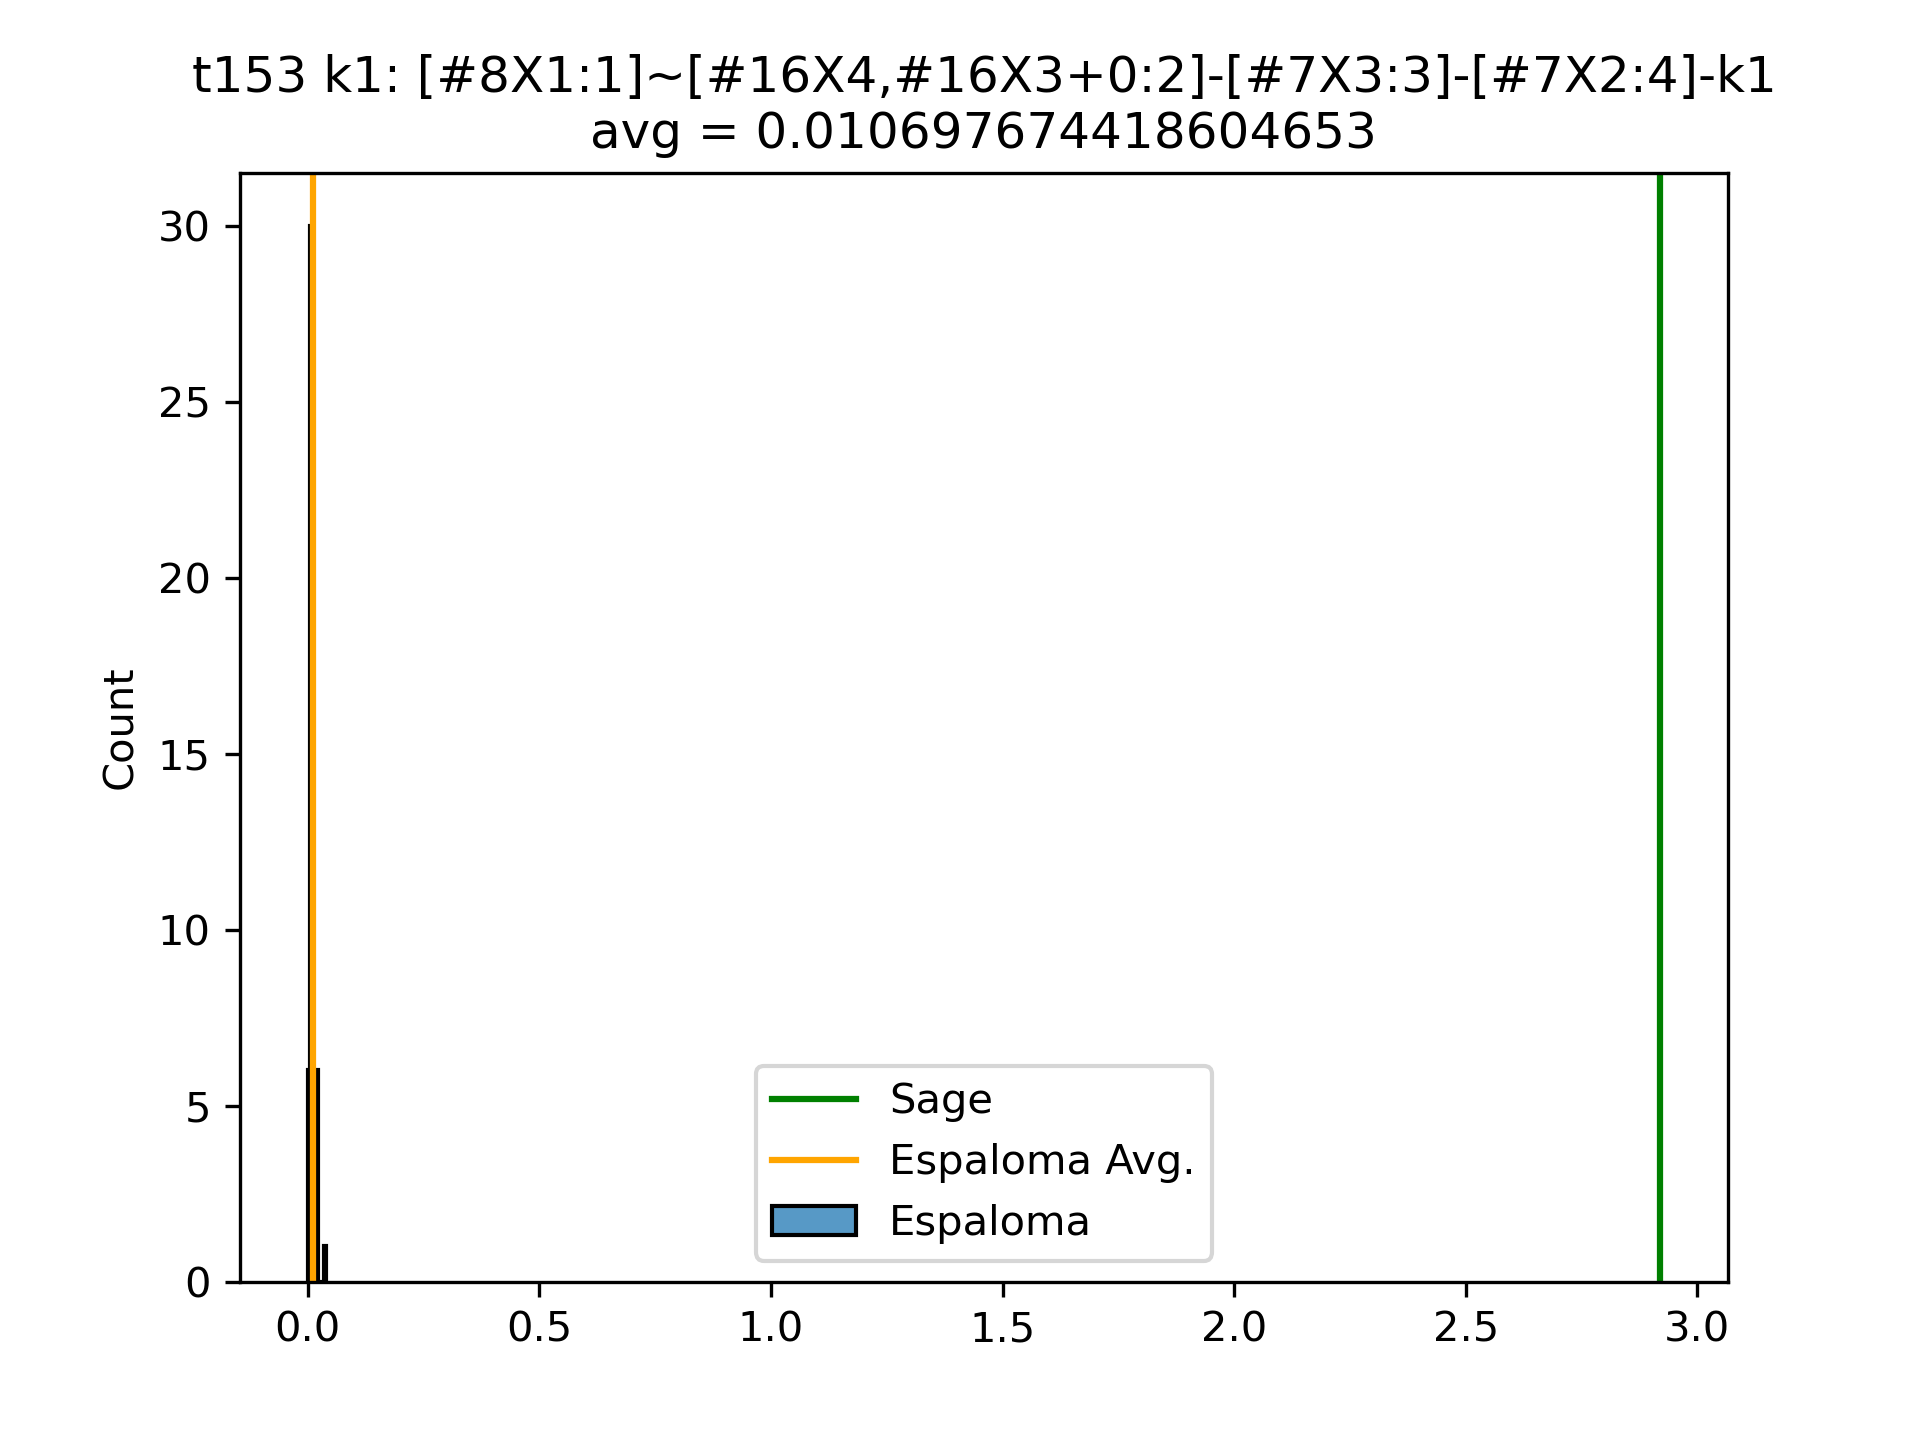 t153 k1: [#8X1:1]~[#16X4,#16X3+0:2]-[#7X3:3]-[#7X2:4]-k1
avg = 0.010697674418604653
30
25
20
15
10
5
0
Count
Sage
Espaloma Avg.
Espaloma
0.0 0.5 1.0 1.5 2.0 2.5 3.0